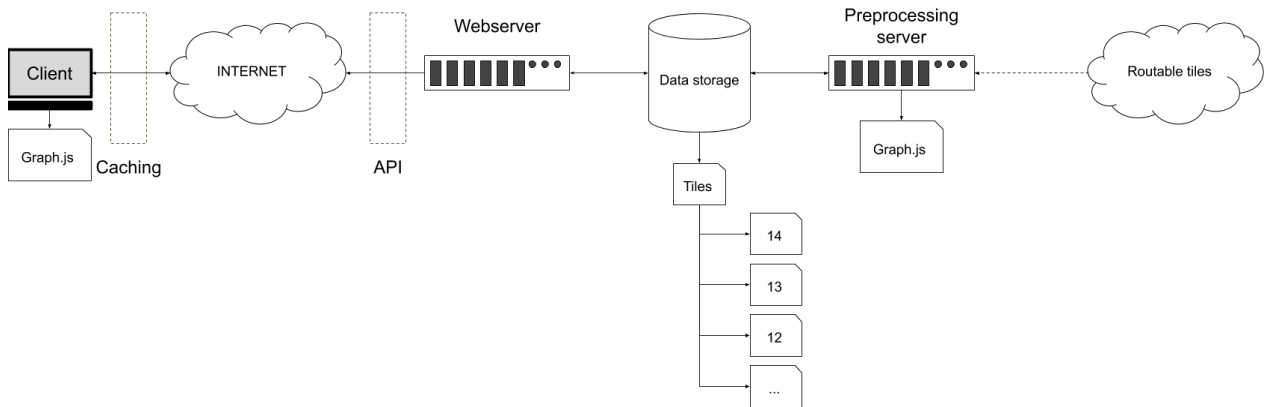 Client
Graph.js
Caching
INTERNET
API
Webserver
Data storage
Tiles
14
13
12
...
Preprocessing
server
Graph.js
Routable tiles